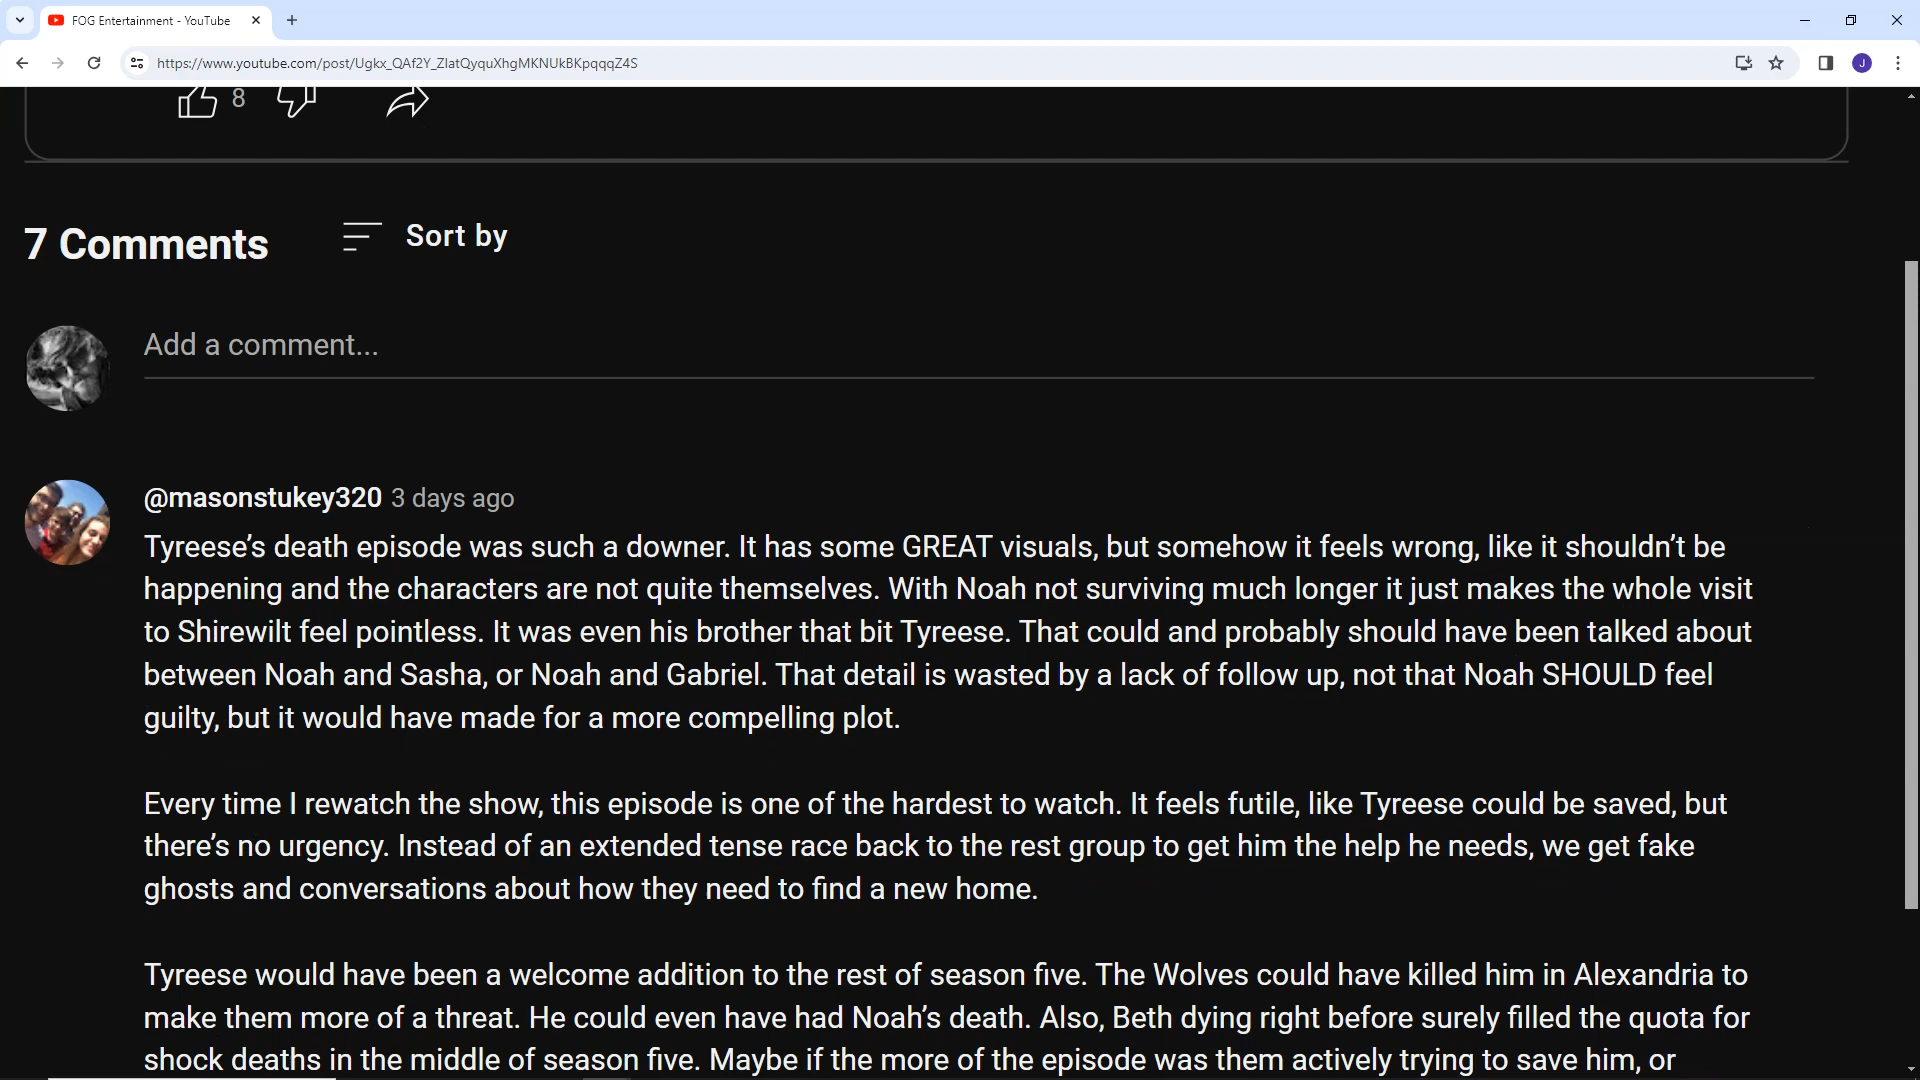 FOG Entertainment - YouTube
https://www.youtube.com/post/Ugkx_QAf2Y_ZlatQyquXhgMKNUkBKpqqqZ4S
J
8
7 Comments
Sort by
Add a comment...
@masonstukey320 3 days ago
Tyreese’s death episode was such a downer. It has some GREAT visuals, but somehow it feels wrong, like it shouldn’t be
happening and the characters are not quite themselves. With Noah not surviving much longer it just makes the whole visit
to Shirewilt feel pointless. It was even his brother that bit Tyreese. That could and probably should have been talked about
between Noah and Sasha, or Noah and Gabriel. That detail is wasted by a lack of follow up, not that Noah SHOULD feel
guilty, but it would have made for a more compelling plot.
Every time I rewatch the show, this episode is one of the hardest to watch. It feels futile, like Tyreese could be saved, but
there’s no urgency. Instead of an extended tense race back to the rest group to get him the help he needs, we get fake
ghosts and conversations about how they need to find a new home.
Tyreese would have been a welcome addition to the rest of season five. The Wolves could have killed him in Alexandria to
make them more of a threat. He could even have had Noah’s death. Also, Beth dying right before surely filled the quota for
shock deaths in the middle of season five. Maybe if the more of the episode was them actively trying to save him, or